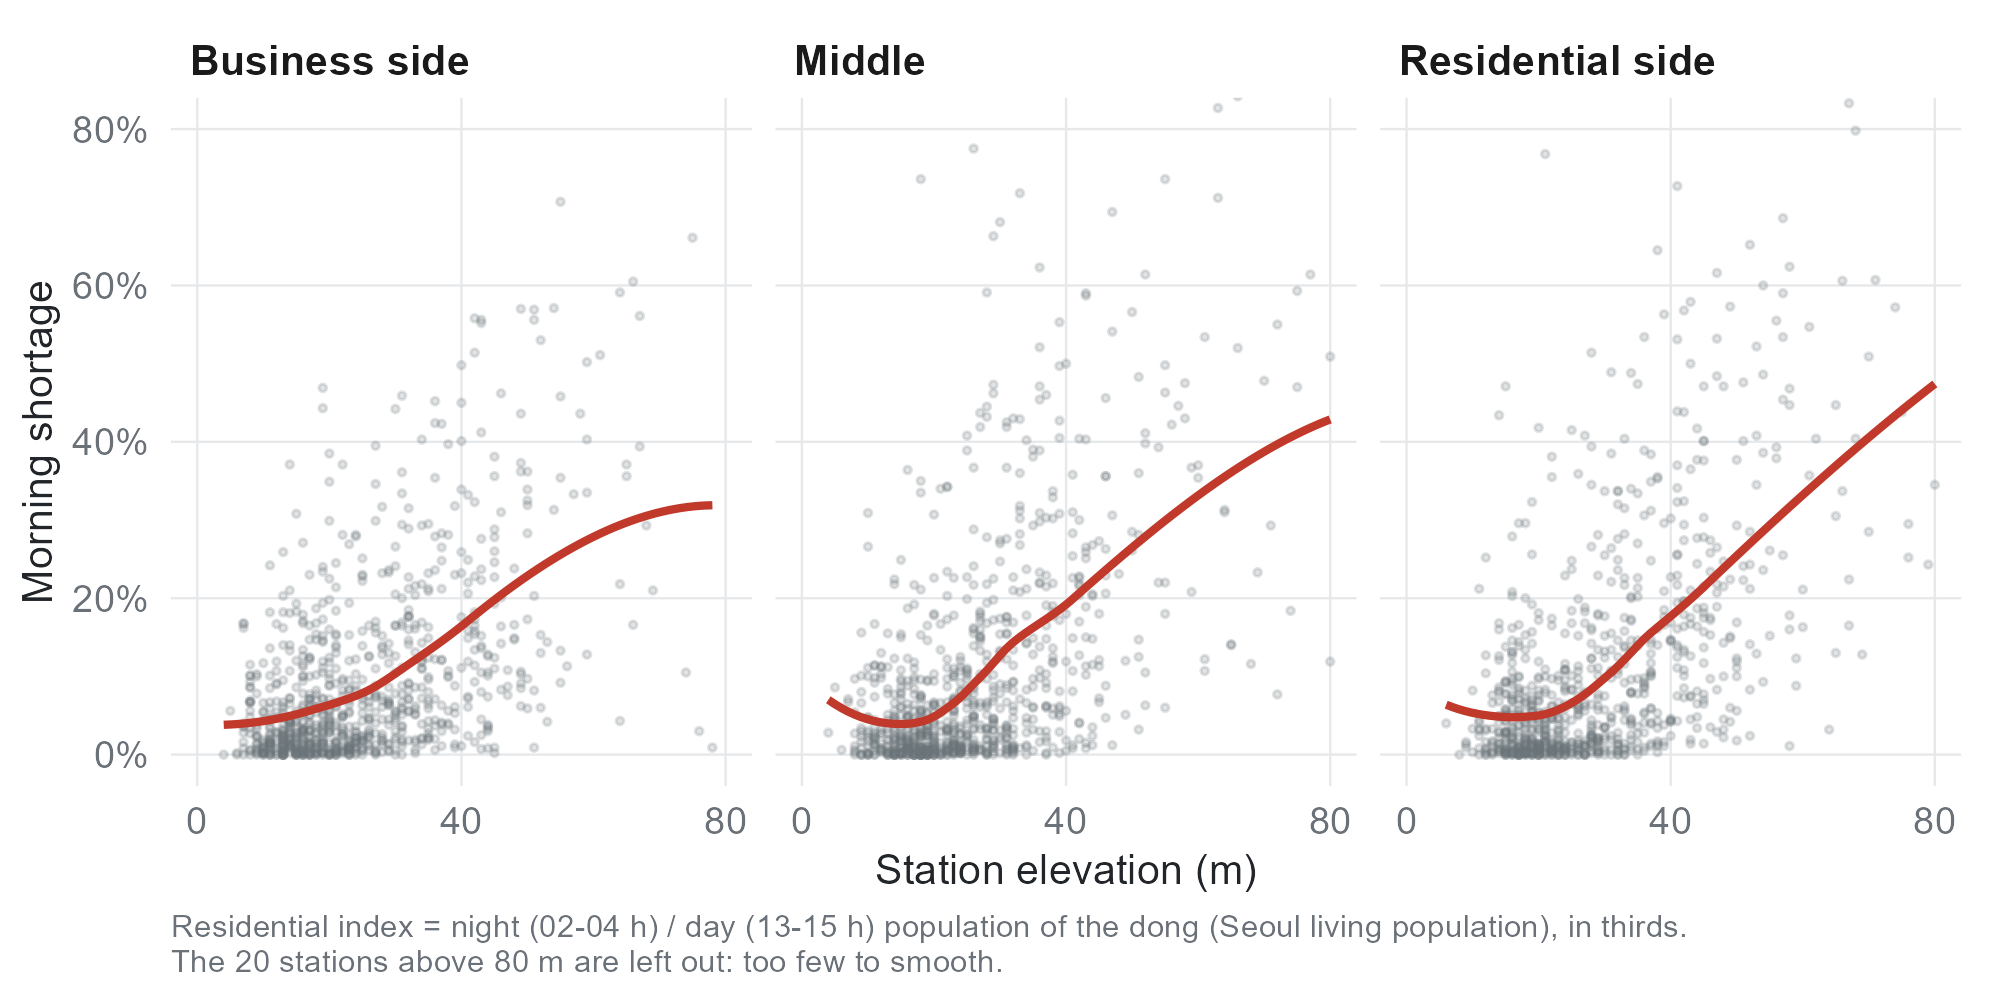 Business side
Middle
Residential side
Morning shortage
80%
60%
40%
20%
0%
0 40 80
0 40 80
0 40 80
Station elevation (m)
Residential index = night (02-04 h) / day (13-15 h) population of the dong (Seoul living population), in thirds.
The 20 stations above 80 m are left out: too few to smooth.